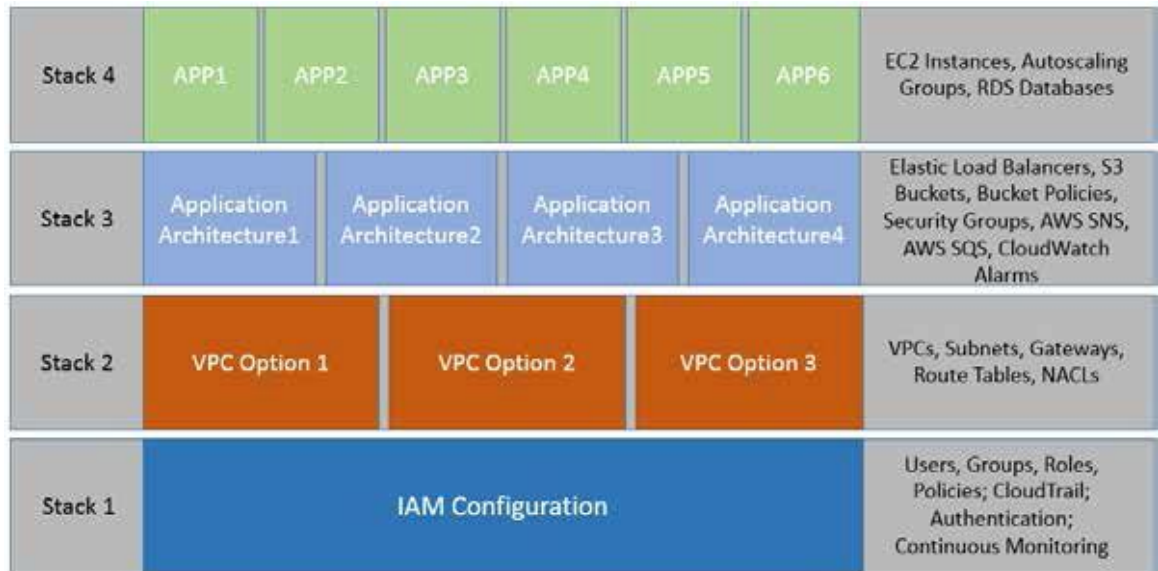 Stack 4
APP1
APP2
APP3
APP4
APP5
APP6
EC2 Instances, Autoscaling
Groups, RDS Databases
Stack 3
Application
Architecture1
Application
Architecture2
Application
Architecture3
Application
Architecture4
Elastic Load Balancers, S3
Buckets, Bucket Policies,
Security Groups, AWS SNS,
AWS SQS, CloudWatch
Alarms
Stack 2
VPC Option 1
VPC Option 2
VPC Option 3
VPCs, Subnets, Gateways,
Route Tables, NACLs
Stack 1
IAM Configuration
Users, Groups, Roles,
Policies; CloudTrail;
Authentication;
Continuous Monitoring